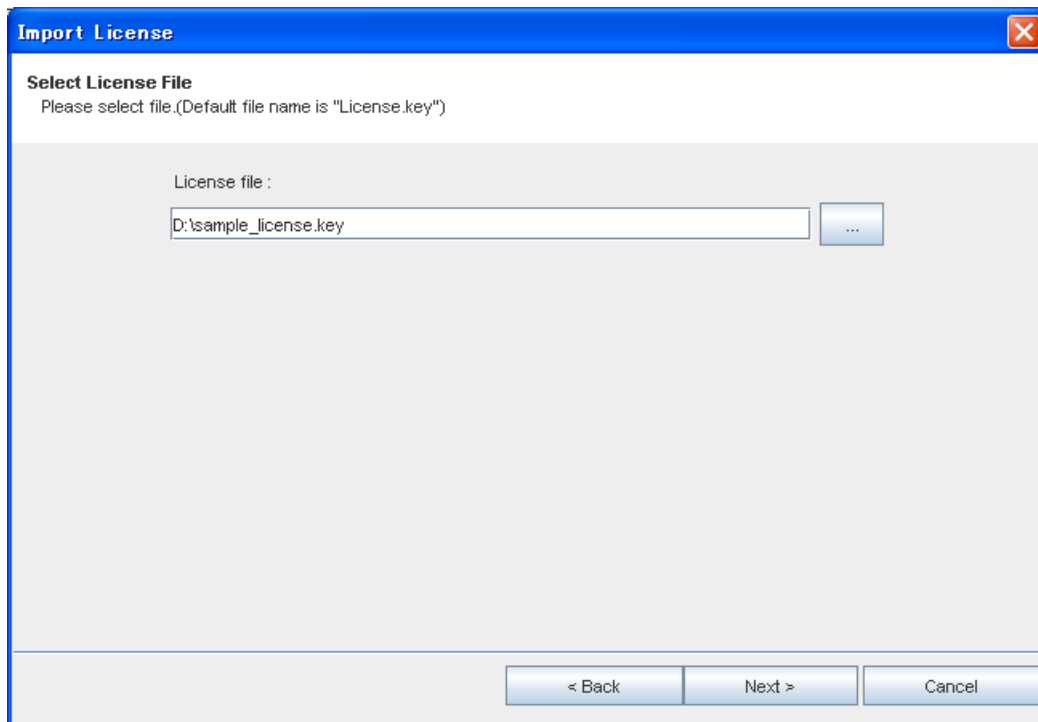 Import License
Select License File
Please select file.(Default file name is "License.key")
License file :
D:\sample_license.key
...
< Back
Next >
Cancel